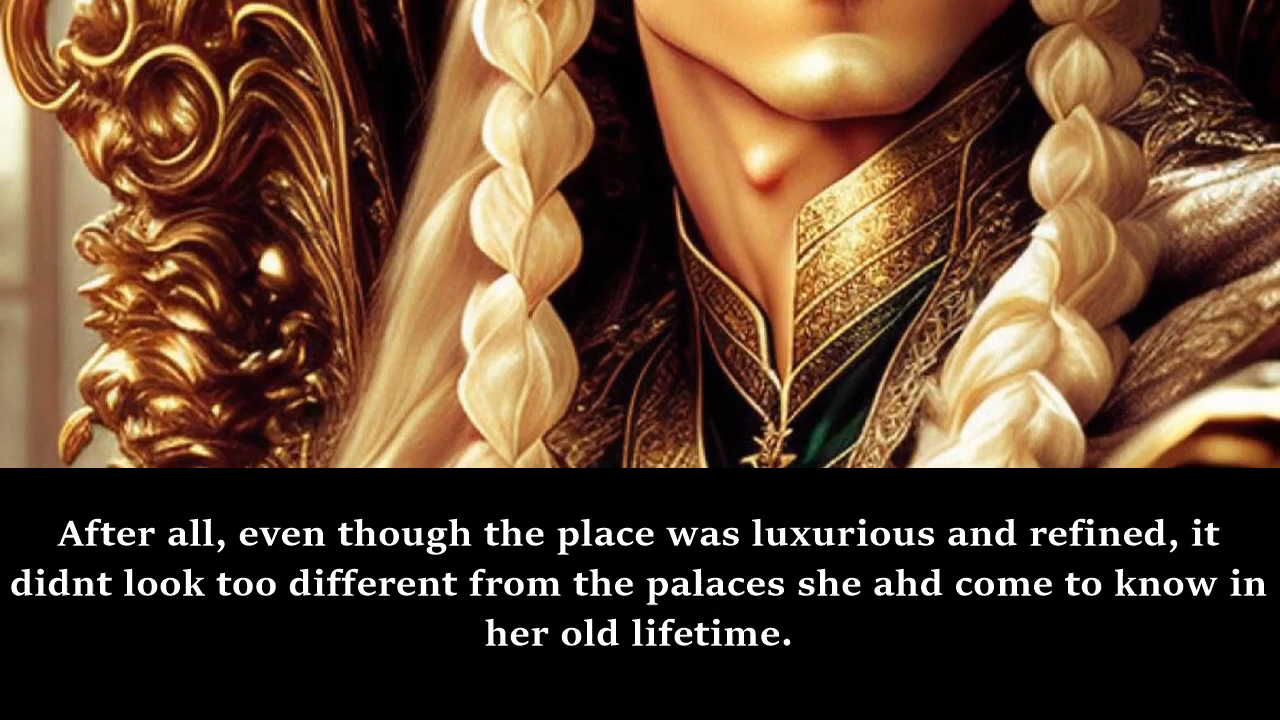 After all, even though the place was luxurious and refined, it
didnt look too different from the palaces she ahd come to know in
her old lifetime.